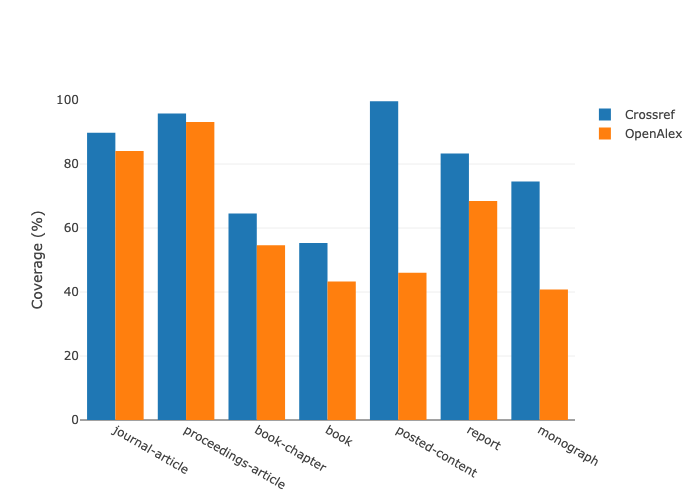 100
80
60
40
20
0
Coverage (%)
journal-article
proceedings-article
book-chapter
book
posted-content
report
monograph
Crossref
OpenAlex